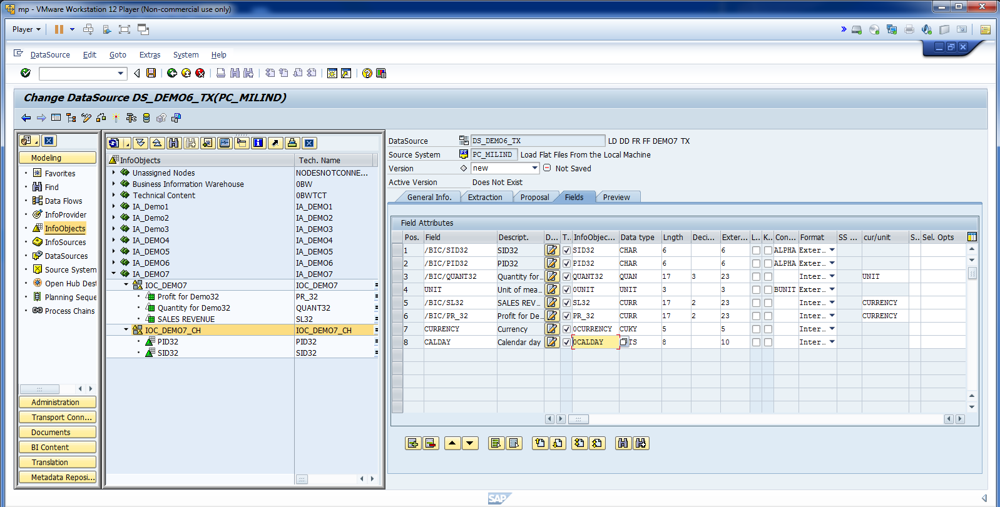 mp - VMware Workstation 12 Player (Non-commercial use only)
Player
DataSource Edit Goto Extras System Help
Change DataSource DS_DEMO6_TX(PC_MILIND)
Modeling
Favorites
Find
Data Flows
InfoProvider
InfoObjects
InfoSources
DataSources
Source System
Open Hub Dest
Planning Seque
Process Chains
Administration
Transport Conn...
Documents
BI Content
Translation
Metadata Reposi...
InfoObjects Tech. Name
Unassigned Nodes NODESNOTCONNE...
Business Information Warehouse 0BW
Technical Content 0BWTCT
IA_Demo1 IA_DEMO1
IA_Demo2 IA_DEMO2
IA_Demo3 IA_DEMO3
IA_DEMO4 IA_DEMO4
IA_DEMO5 IA_DEMO5
IA_DEMO6 IA_DEMO6
IA_DEMO7 IA_DEMO7
IOC_DEMO7 IOC_DEMO7
Profit for Demo32 PR_32
Quantity for Demo32 QUANT32
SALES REVENUE SL32
IOC_DEMO7_CH IOC_DEMO7_CH
PID32 PID32
SID32 SID32
DataSource DS_DEMO6_TX LD DD FR FF DEMO7 TX
Source System PC_MILIND Load Flat Files From the Local Machine
Version new Not Saved
Active Version Does Not Exist
General Info. Extraction Proposal Fields Preview
Field Attributes
Pos. Field Descript. D... T... InfoObjec... Data type Lngth Deci... Exter... L... K... Con... Format SS ... cur/unit S.. Sel. Opts
1 /BIC/SID32 SID32 SID32 CHAR 6 6 ALPHA Exter...
2 /BIC/PID32 PID32 PID32 CHAR 6 6 ALPHA Exter...
3 /BIC/QUANT32 Quantity for... QUANT32 QUAN 17 3 23 Inter... UNIT
4 UNIT Unit of mea... 0UNIT UNIT 3 3 BUNIT Exter...
5 /BIC/SL32 SALES REV... SL32 CURR 17 2 23 Inter... CURRENCY
6 /BIC/PR_32 Profit for De... PR_32 CURR 17 2 23 Inter... CURRENCY
7 CURRENCY Currency 0CURRENCY CUKY 5 5 Inter...
8 CALDAY Calendar day 0CALDAY TS 8 10 Inter...
SAP